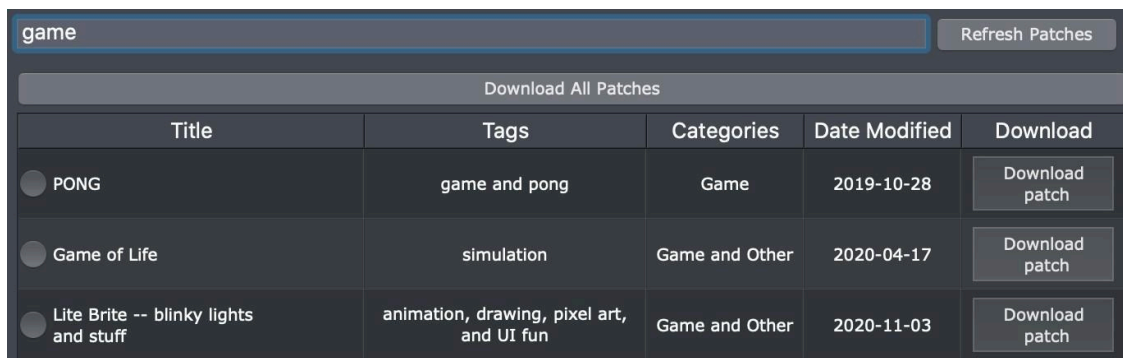 game
Refresh Patches
Download All Patches
Title Tags Categories Date Modified Download
PONG game and pong Game 2019-10-28 Download
patch
Game of Life simulation Game and Other 2020-04-17 Download
patch
Lite Brite -- blinky lights
and stuff
animation, drawing, pixel art,
and UI fun
Game and Other 2020-11-03 Download
patch